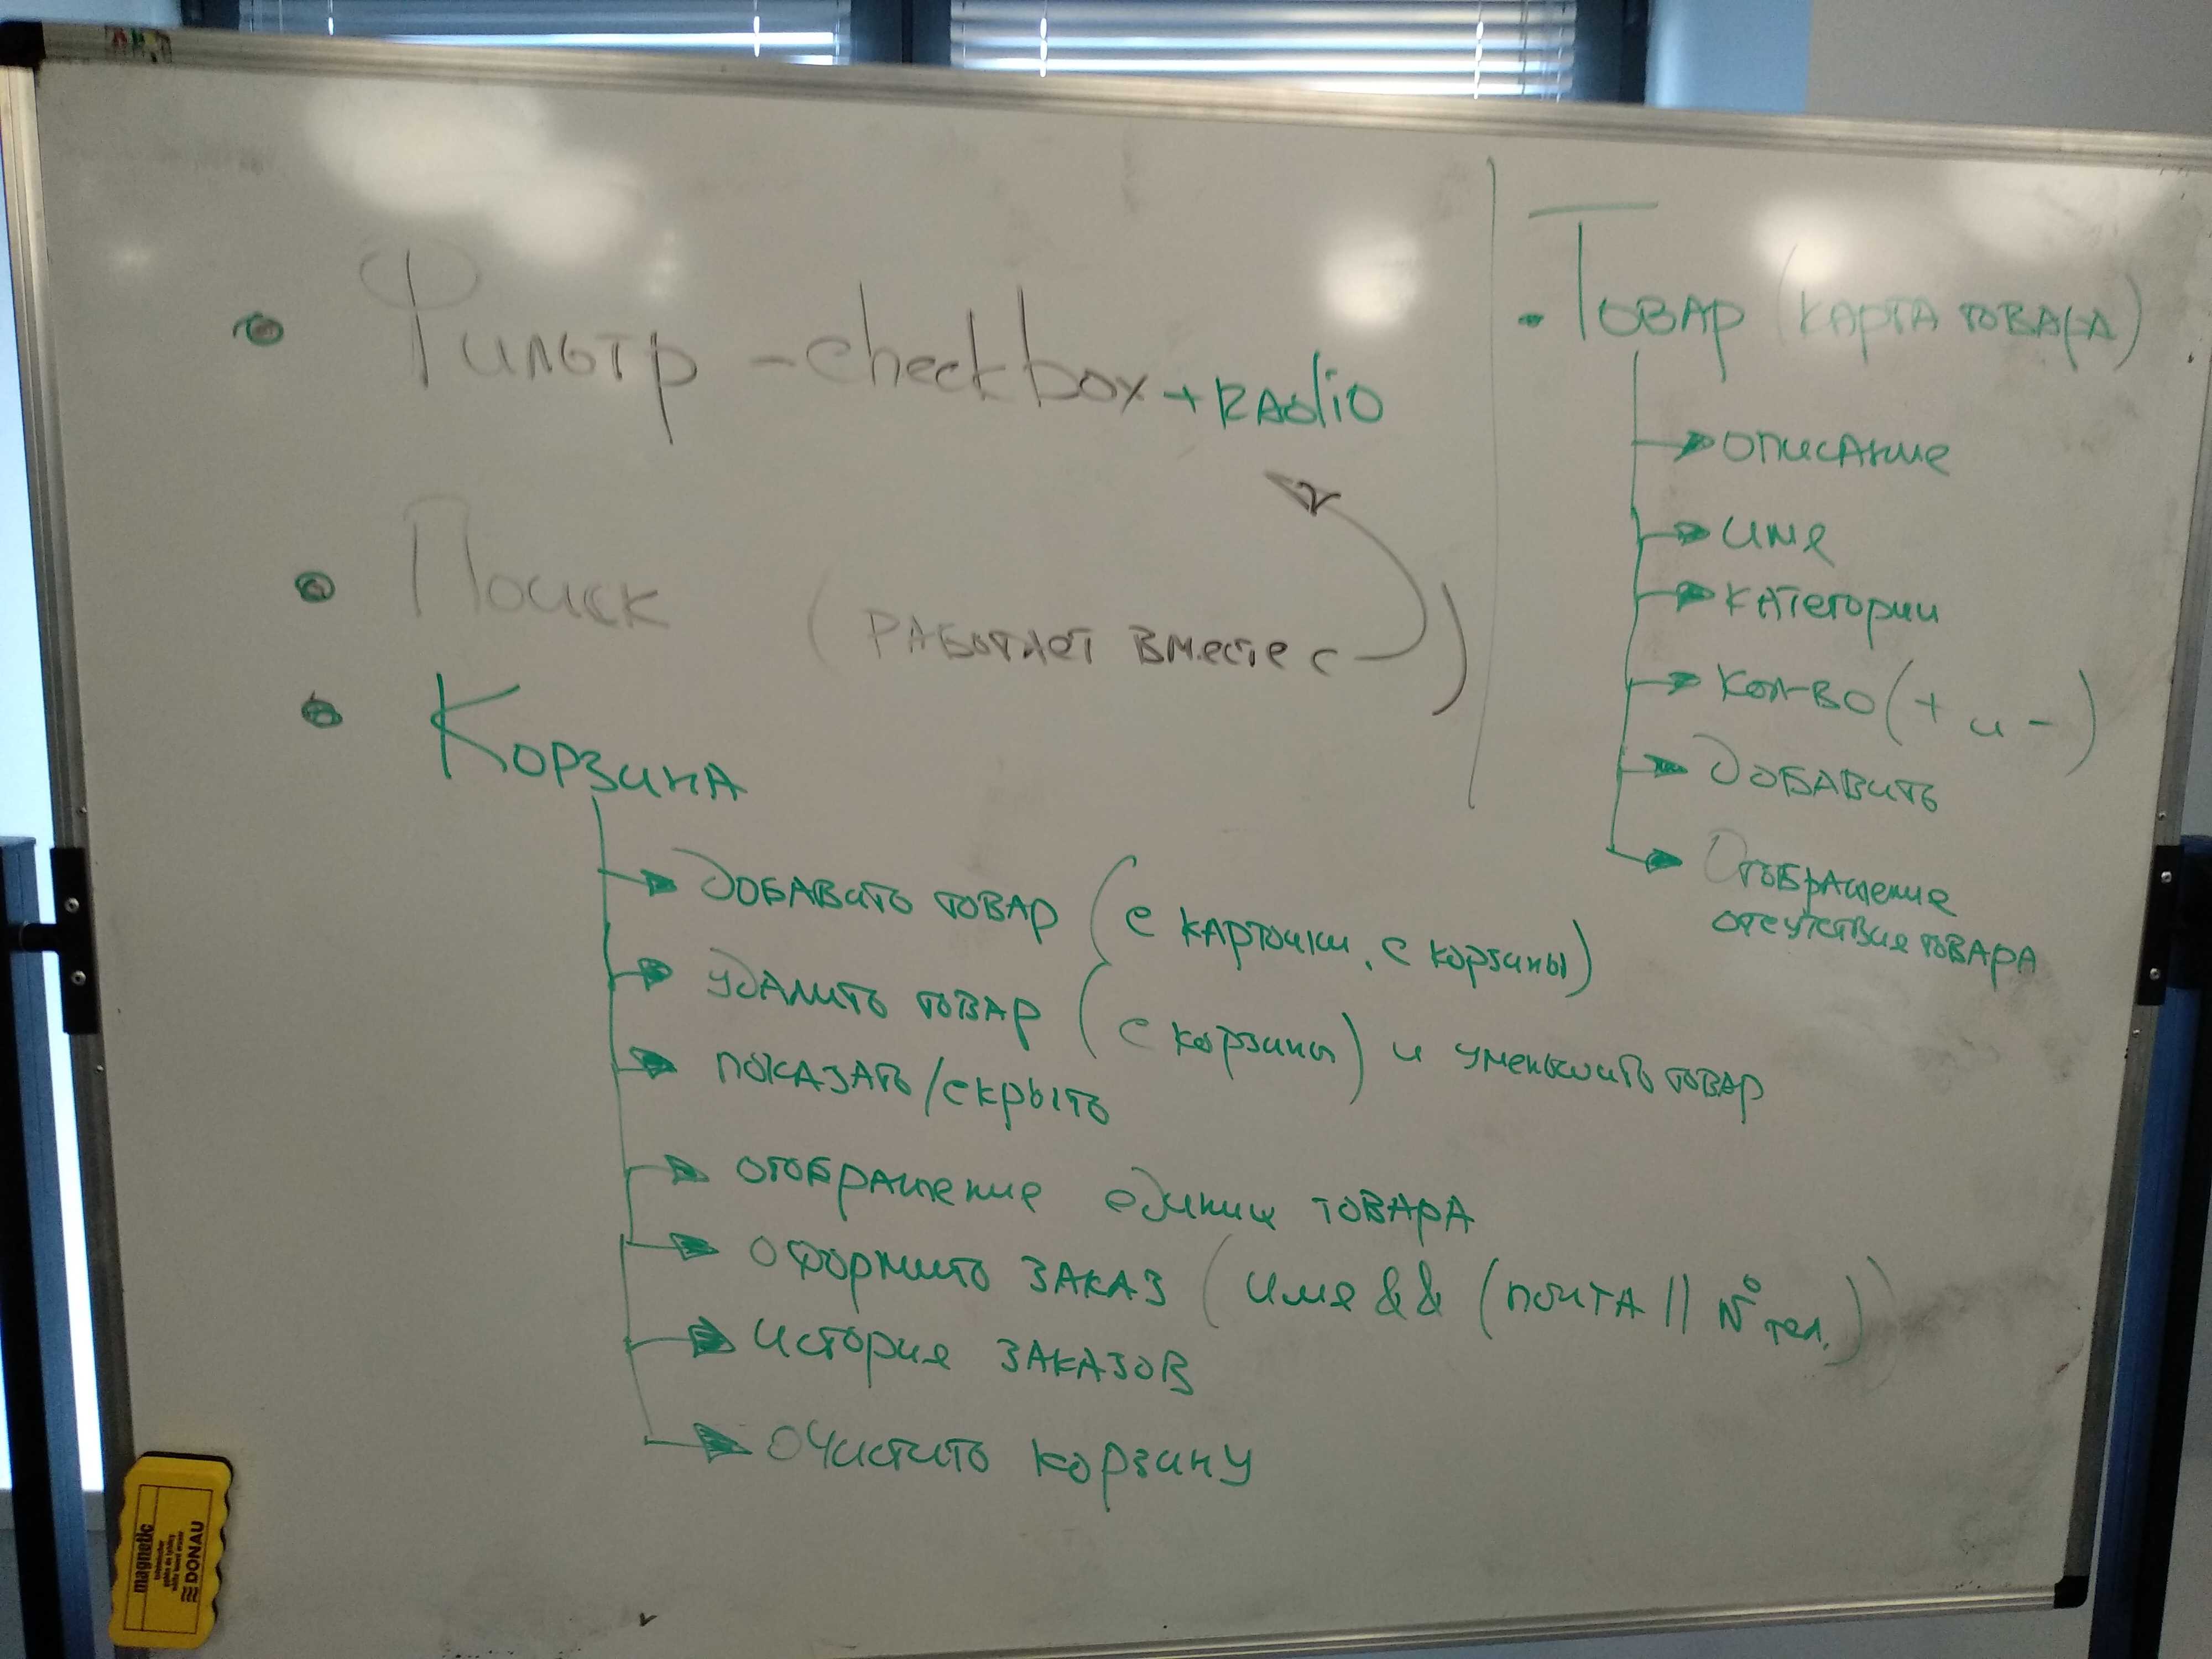 Фильтр - checkbox + Radio
Поиск (РАБОТАЕТ ВМЕСТЕ С )
КОРЗИНА
ДОБАВИТЬ ТОВАР (С КАРТОЧКИ, С КОРЗИНЫ)
УДАЛИТЬ ТОВАР (С КОРЗИНЫ) и УМЕНЬШИТЬ ТОВАР
ПОКАЗАТЬ/СКРЫТЬ
ОТОБРАЩЕНИЕ ЕДИНИЦ ТОВАРА
ОФОРМИТЬ ЗАКАЗ (ИМЯ && (ПОЧТА || № тел.))
ИСТОРИЯ ЗАКАЗОВ
ОЧИСТИТЬ КОРЗИНУ
ТОВАР (КАРТА ТОВАРА)
ОПИСАНИЕ
ИМЯ
КАТЕГОРИИ
КОЛ-ВО (+ и -)
ДОБАВИТЬ
ОТОБРАЩЕНИЕ
ОТСУТСТВИЯ ТОВАРА
magnetic
DONAU